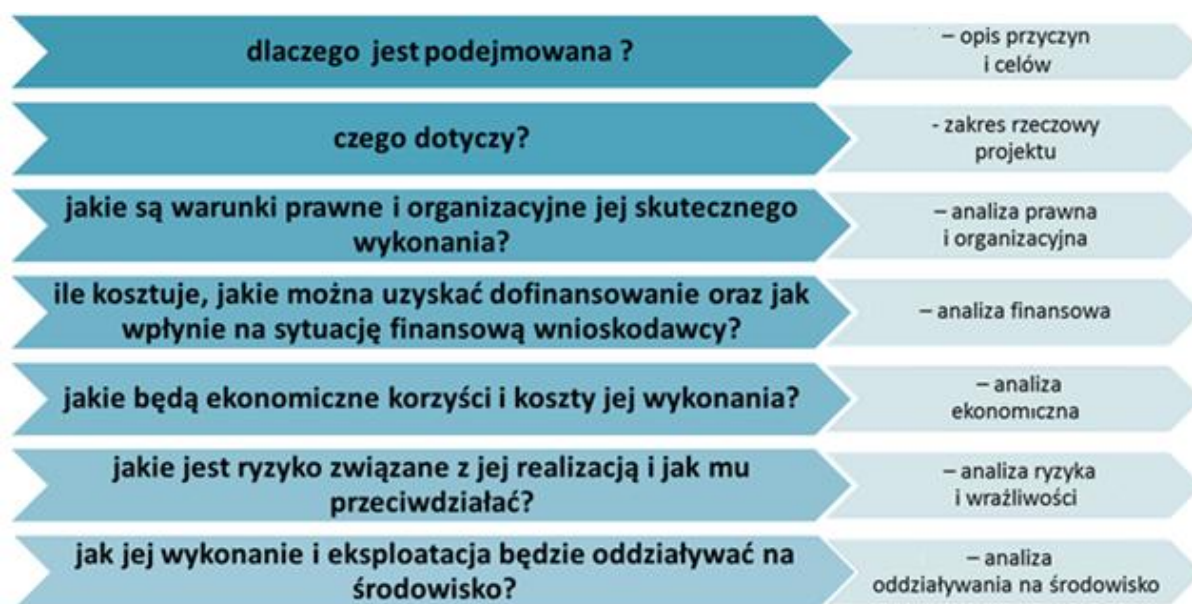 dlaczego jest podejmowana ?
– opis przyczyn
i celów
czego dotyczy?
- zakres rzeczowy
projektu
jakie są warunki prawne i organizacyjne jej skutecznego
wykonania?
– analiza prawna
i organizacyjna
ile kosztuje, jakie można uzyskać dofinansowanie oraz jak
wpłynie na sytuację finansową wnioskodawcy?
– analiza finansowa
jakie będą ekonomiczne korzyści i koszty jej wykonania?
– analiza
ekonomiczna
jakie jest ryzyko związane z jej realizacją i jak mu
przeciwdziałać?
– analiza ryzyka
i wrażliwości
jak jej wykonanie i eksploatacja będzie oddziaływać na
środowisko?
– analiza
oddziaływania na środowisko